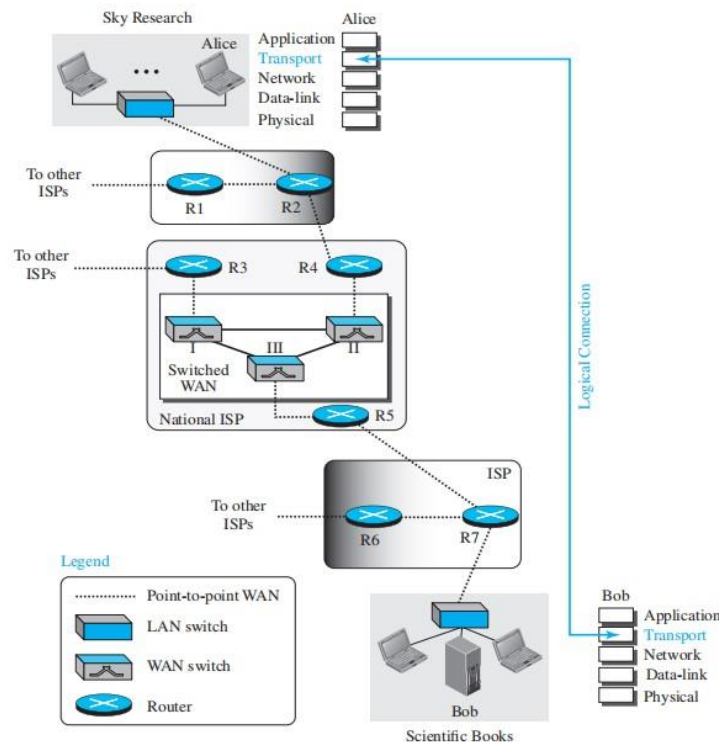 Sky Research
Alice
Alice
Application
Transport
Network
Data-link
Physical
To other
ISPs
R1
R2
To other
ISPs
R3
R4
I
III
II
Switched
WAN
National ISP
R5
Logical Connection
ISP
To other
ISPs
R6
R7
Legend
Point-to-point WAN
LAN switch
WAN switch
Router
Bob
Scientific Books
Bob
Application
Transport
Network
Data-link
Physical